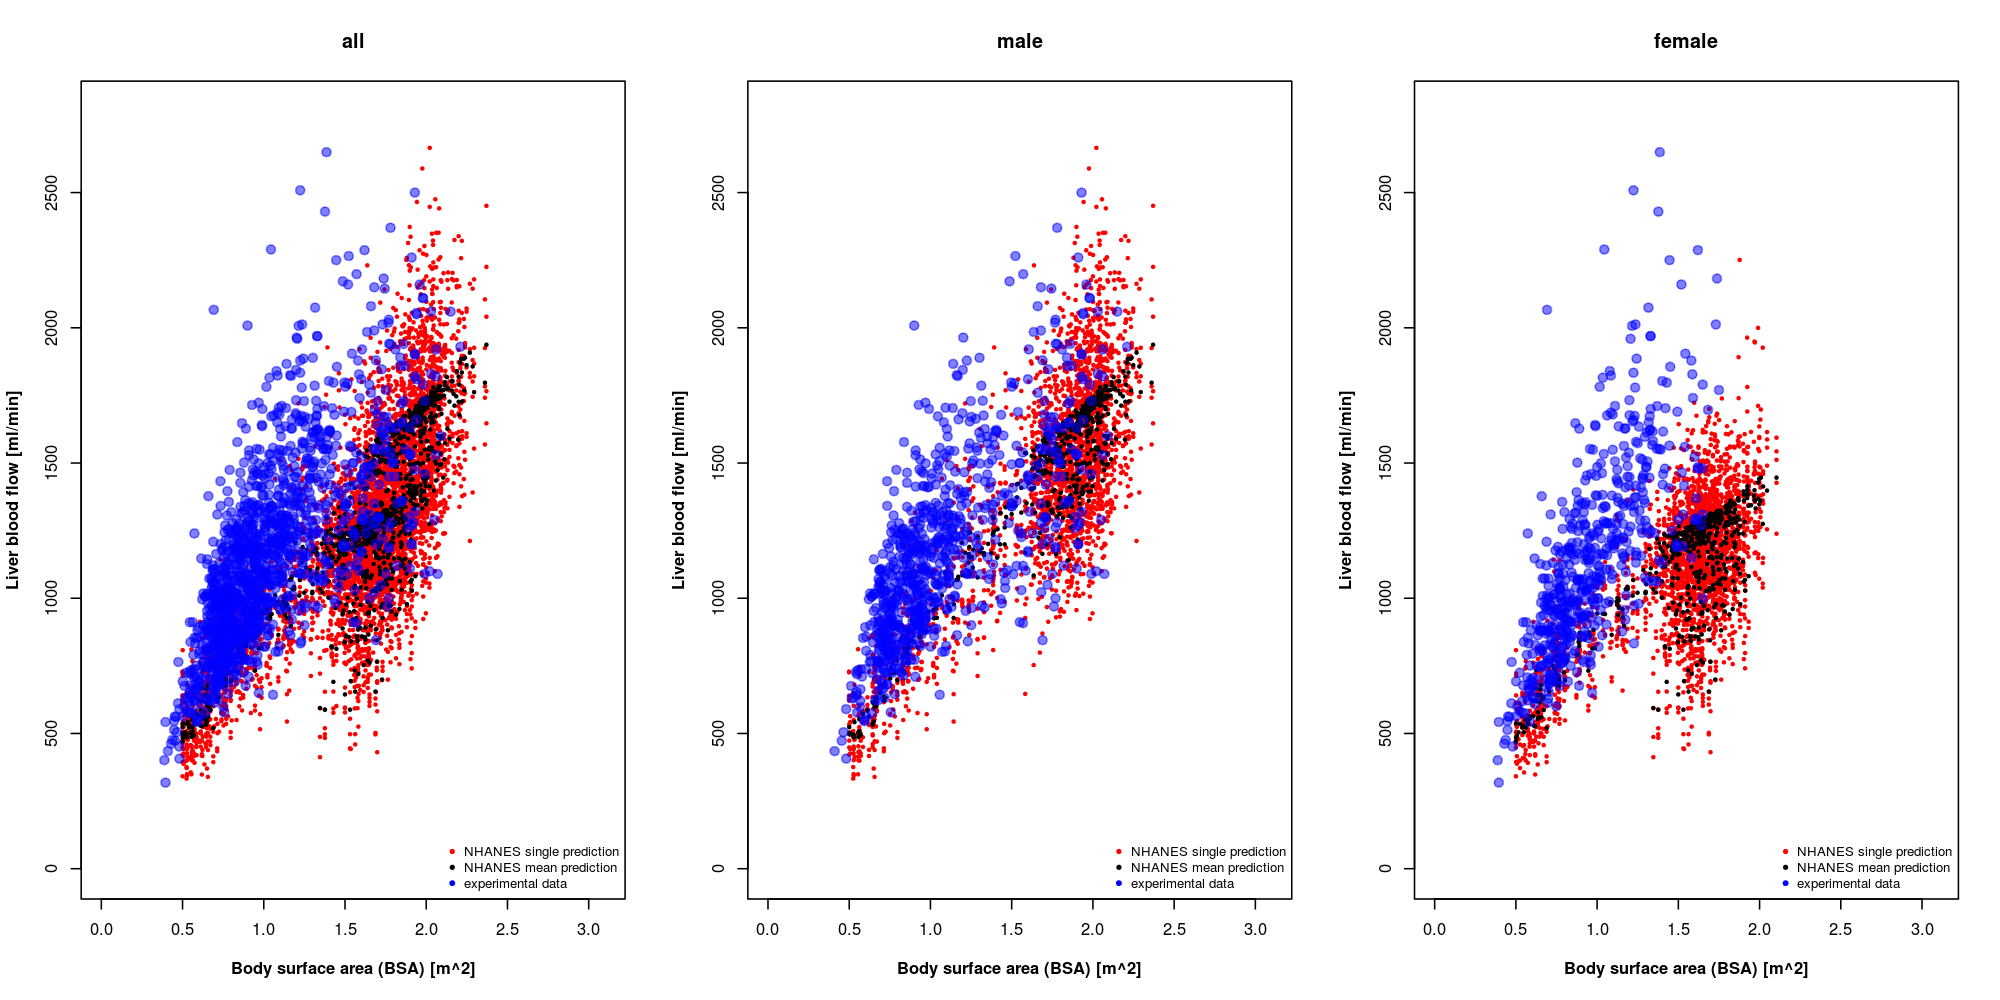 all
Liver blood flow [ml/min]
2500
2000
1500
1000
500
0
NHANES single prediction
NHANES mean prediction
experimental data
0.0 0.5 1.0 1.5 2.0 2.5 3.0
Body surface area (BSA) [m^2]
male
Liver blood flow [ml/min]
2500
2000
1500
1000
500
0
NHANES single prediction
NHANES mean prediction
experimental data
0.0 0.5 1.0 1.5 2.0 2.5 3.0
Body surface area (BSA) [m^2]
female
Liver blood flow [ml/min]
2500
2000
1500
1000
500
0
NHANES single prediction
NHANES mean prediction
experimental data
0.0 0.5 1.0 1.5 2.0 2.5 3.0
Body surface area (BSA) [m^2]